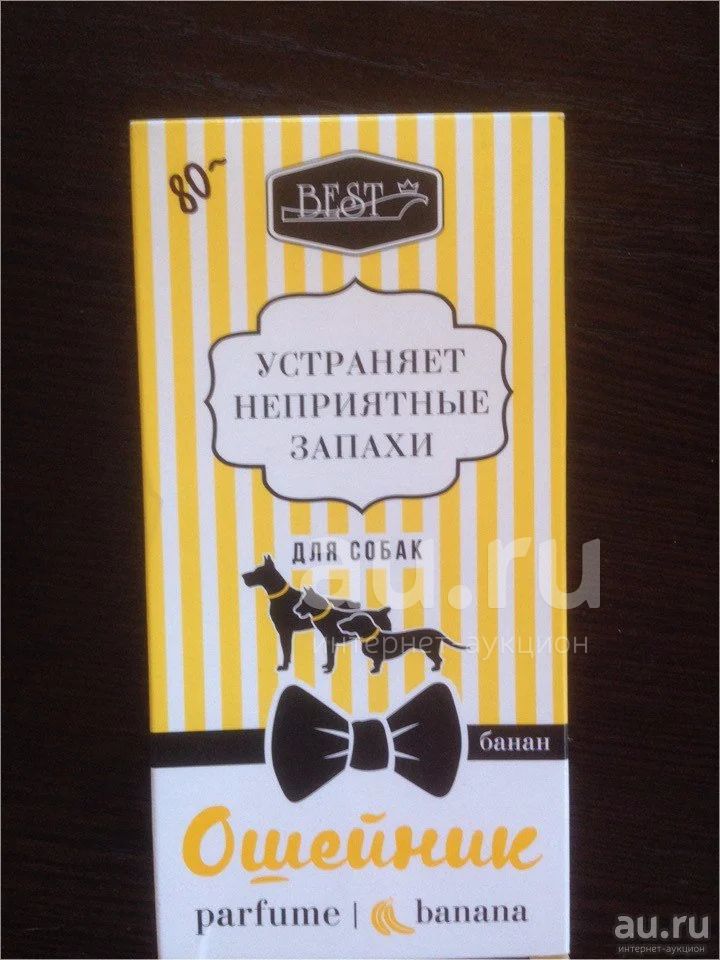 80~
BEST
УСТРАНЯЕТ
НЕПРИЯТНЫЕ
ЗАПАХИ
ДЛЯ СОБАК
au.ru
интернет-аукцион
банан
Ошейник
parfume | banana
au.ru
интернет-аукцион